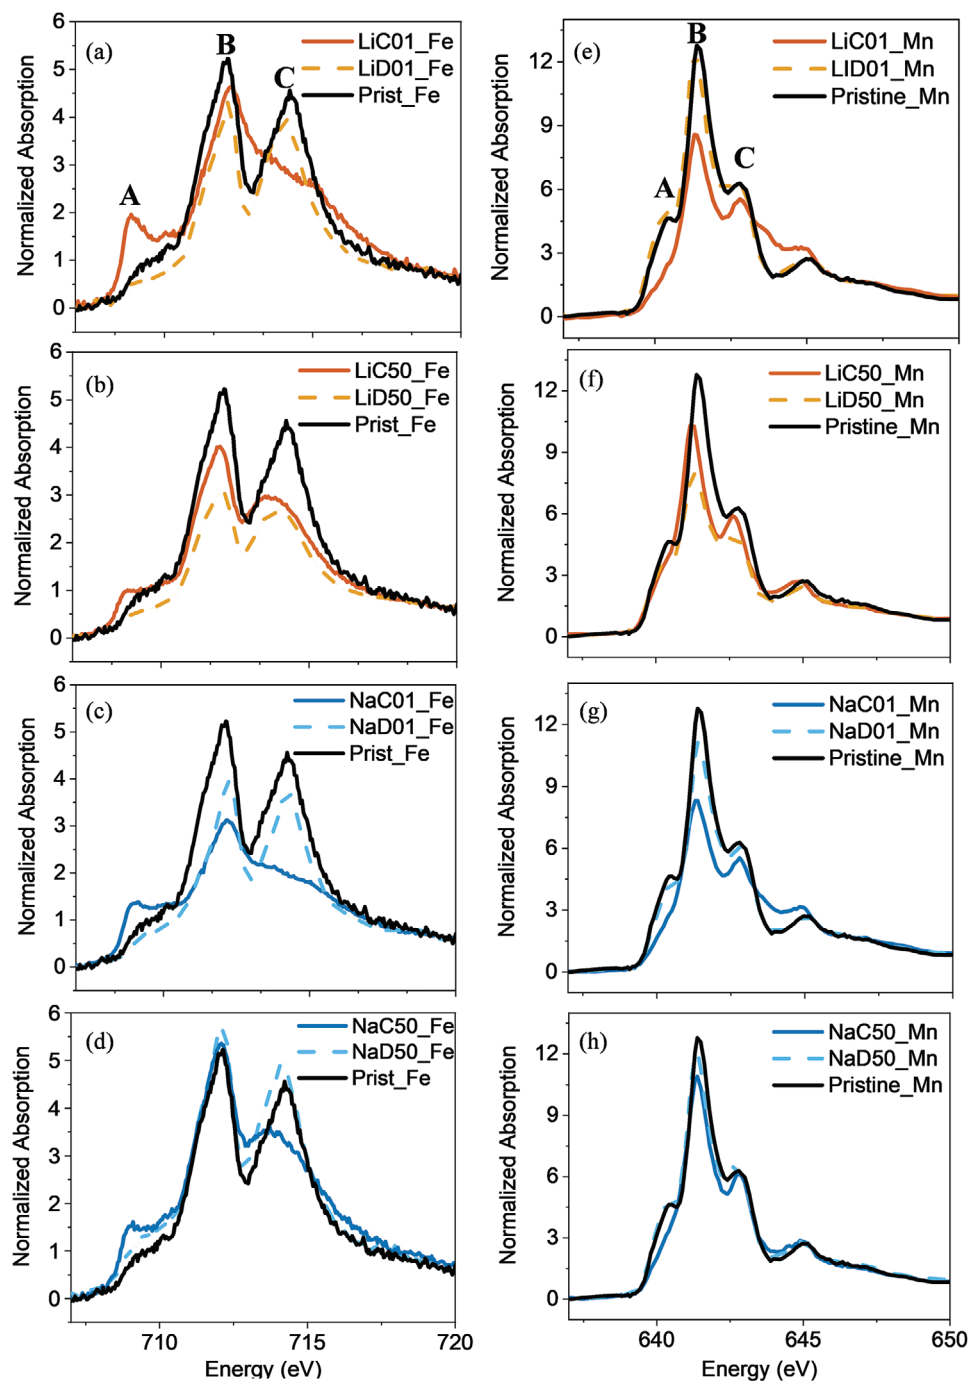 (a)
B
C
A
LiC01_Fe
LiD01_Fe
Prist_Fe
Normalized Absorption
6
5
4
3
2
1
0
(e)
B
A
C
LiC01_Mn
LID01_Mn
Pristine_Mn
Normalized Absorption
12
9
6
3
0
(b)
LiC50_Fe
LiD50_Fe
Prist_Fe
Normalized Absorption
6
5
4
3
2
1
0
(f)
LiC50_Mn
LiD50_Mn
Pristine_Mn
Normalized Absorption
12
9
6
3
0
(c)
NaC01_Fe
NaD01_Fe
Prist_Fe
Normalized Absorption
6
5
4
3
2
1
0
(g)
NaC01_Mn
NaD01_Mn
Pristine_Mn
Normalized Absorption
12
9
6
3
0
(d)
NaC50_Fe
NaD50_Fe
Prist_Fe
Normalized Absorption
6
5
4
3
2
1
0
710 715 720
Energy (eV)
(h)
NaC50_Mn
NaD50_Mn
Pristine_Mn
Normalized Absorption
12
9
6
3
0
640 645 650
Energy (eV)